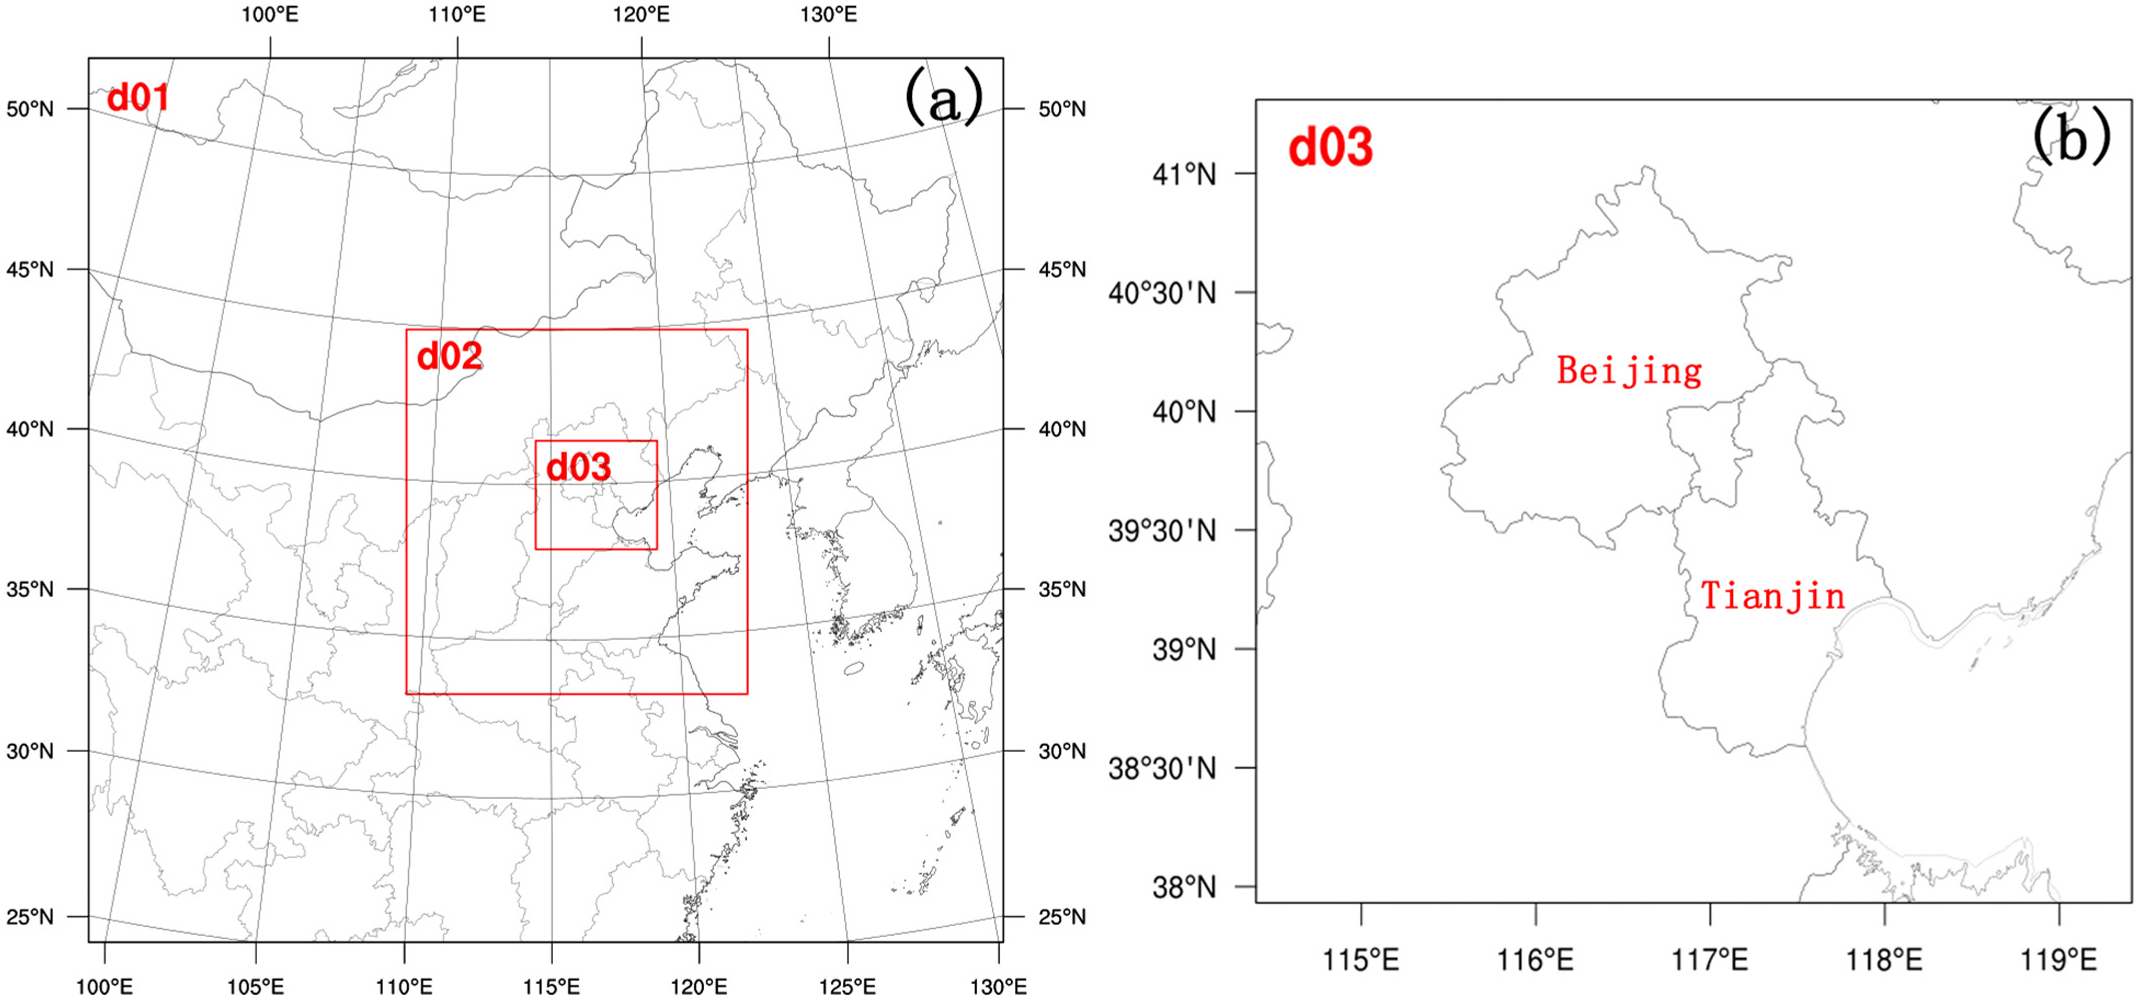 100°E 110°E 120°E 130°E
d01 (a)
50°N 50°N
45°N 45°N
d02
40°N 40°N
d03
35°N 35°N
30°N 30°N
25°N 25°N
100°E 105°E 110°E 115°E 120°E 125°E 130°E
d03 (b)
41°N
40°30'N
Beijing
40°N
39°30'N
Tianjin
39°N
38°30'N
38°N
115°E 116°E 117°E 118°E 119°E